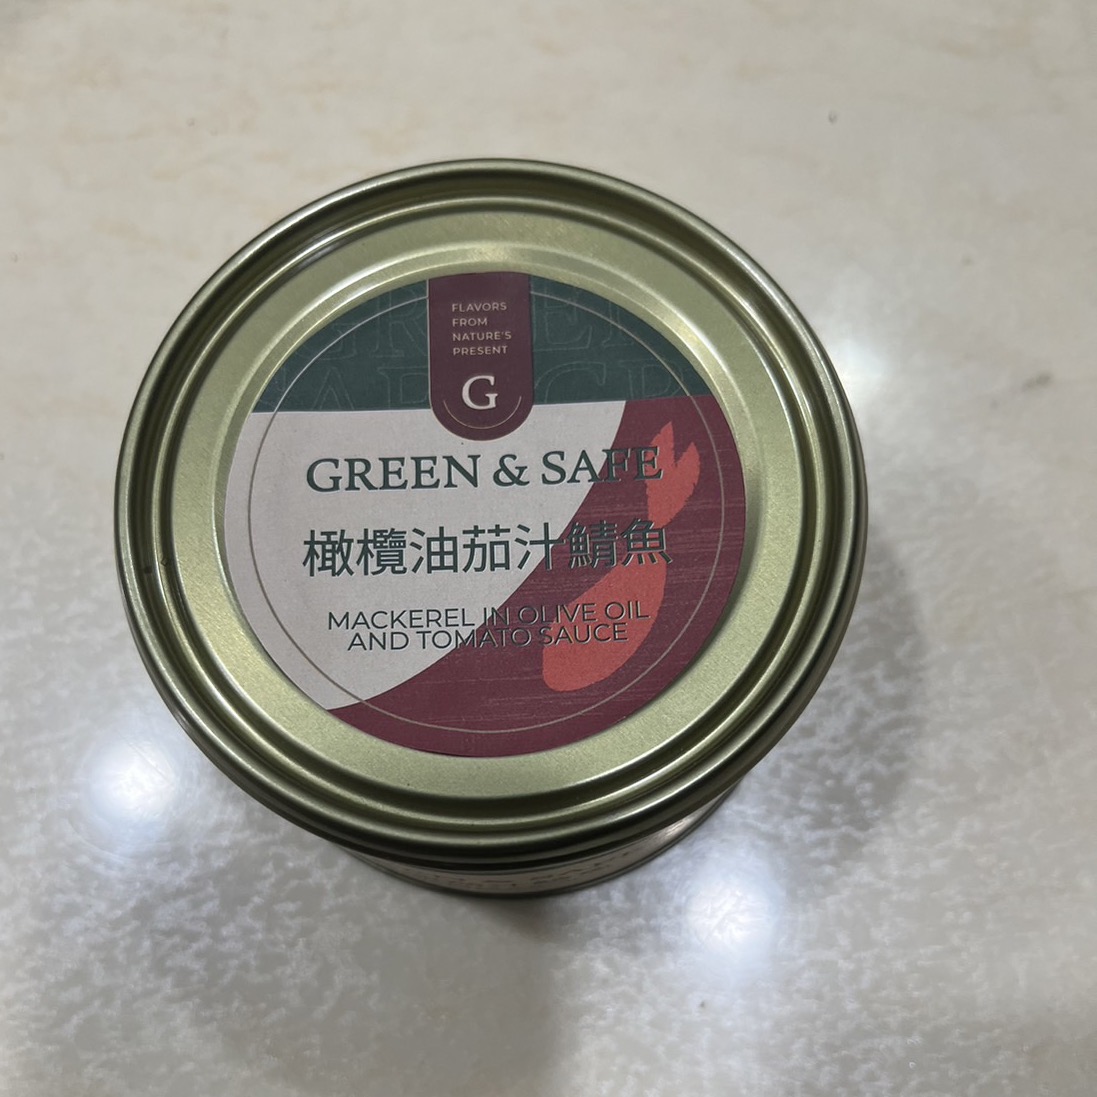 FLAVORS
FROM
NATURE'S
PRESENT
G
GREEN & SAFE
橄欖油茄汁鯖魚
MACKEREL IN OLIVE OIL
AND TOMATO SAUCE